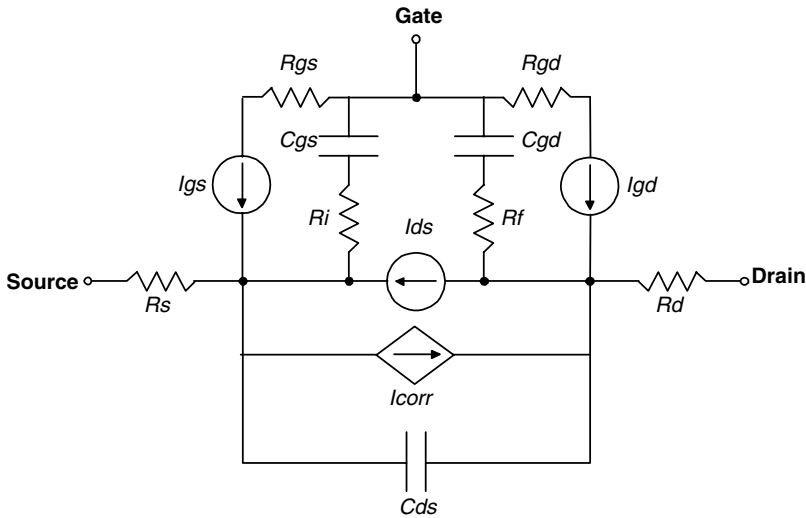 Gate
Rgs
Rgd
Cgs
Cgd
Igs
Igd
Ri
Ids
Rf
Source
Drain
Rs
Rd
Icorr
Cds